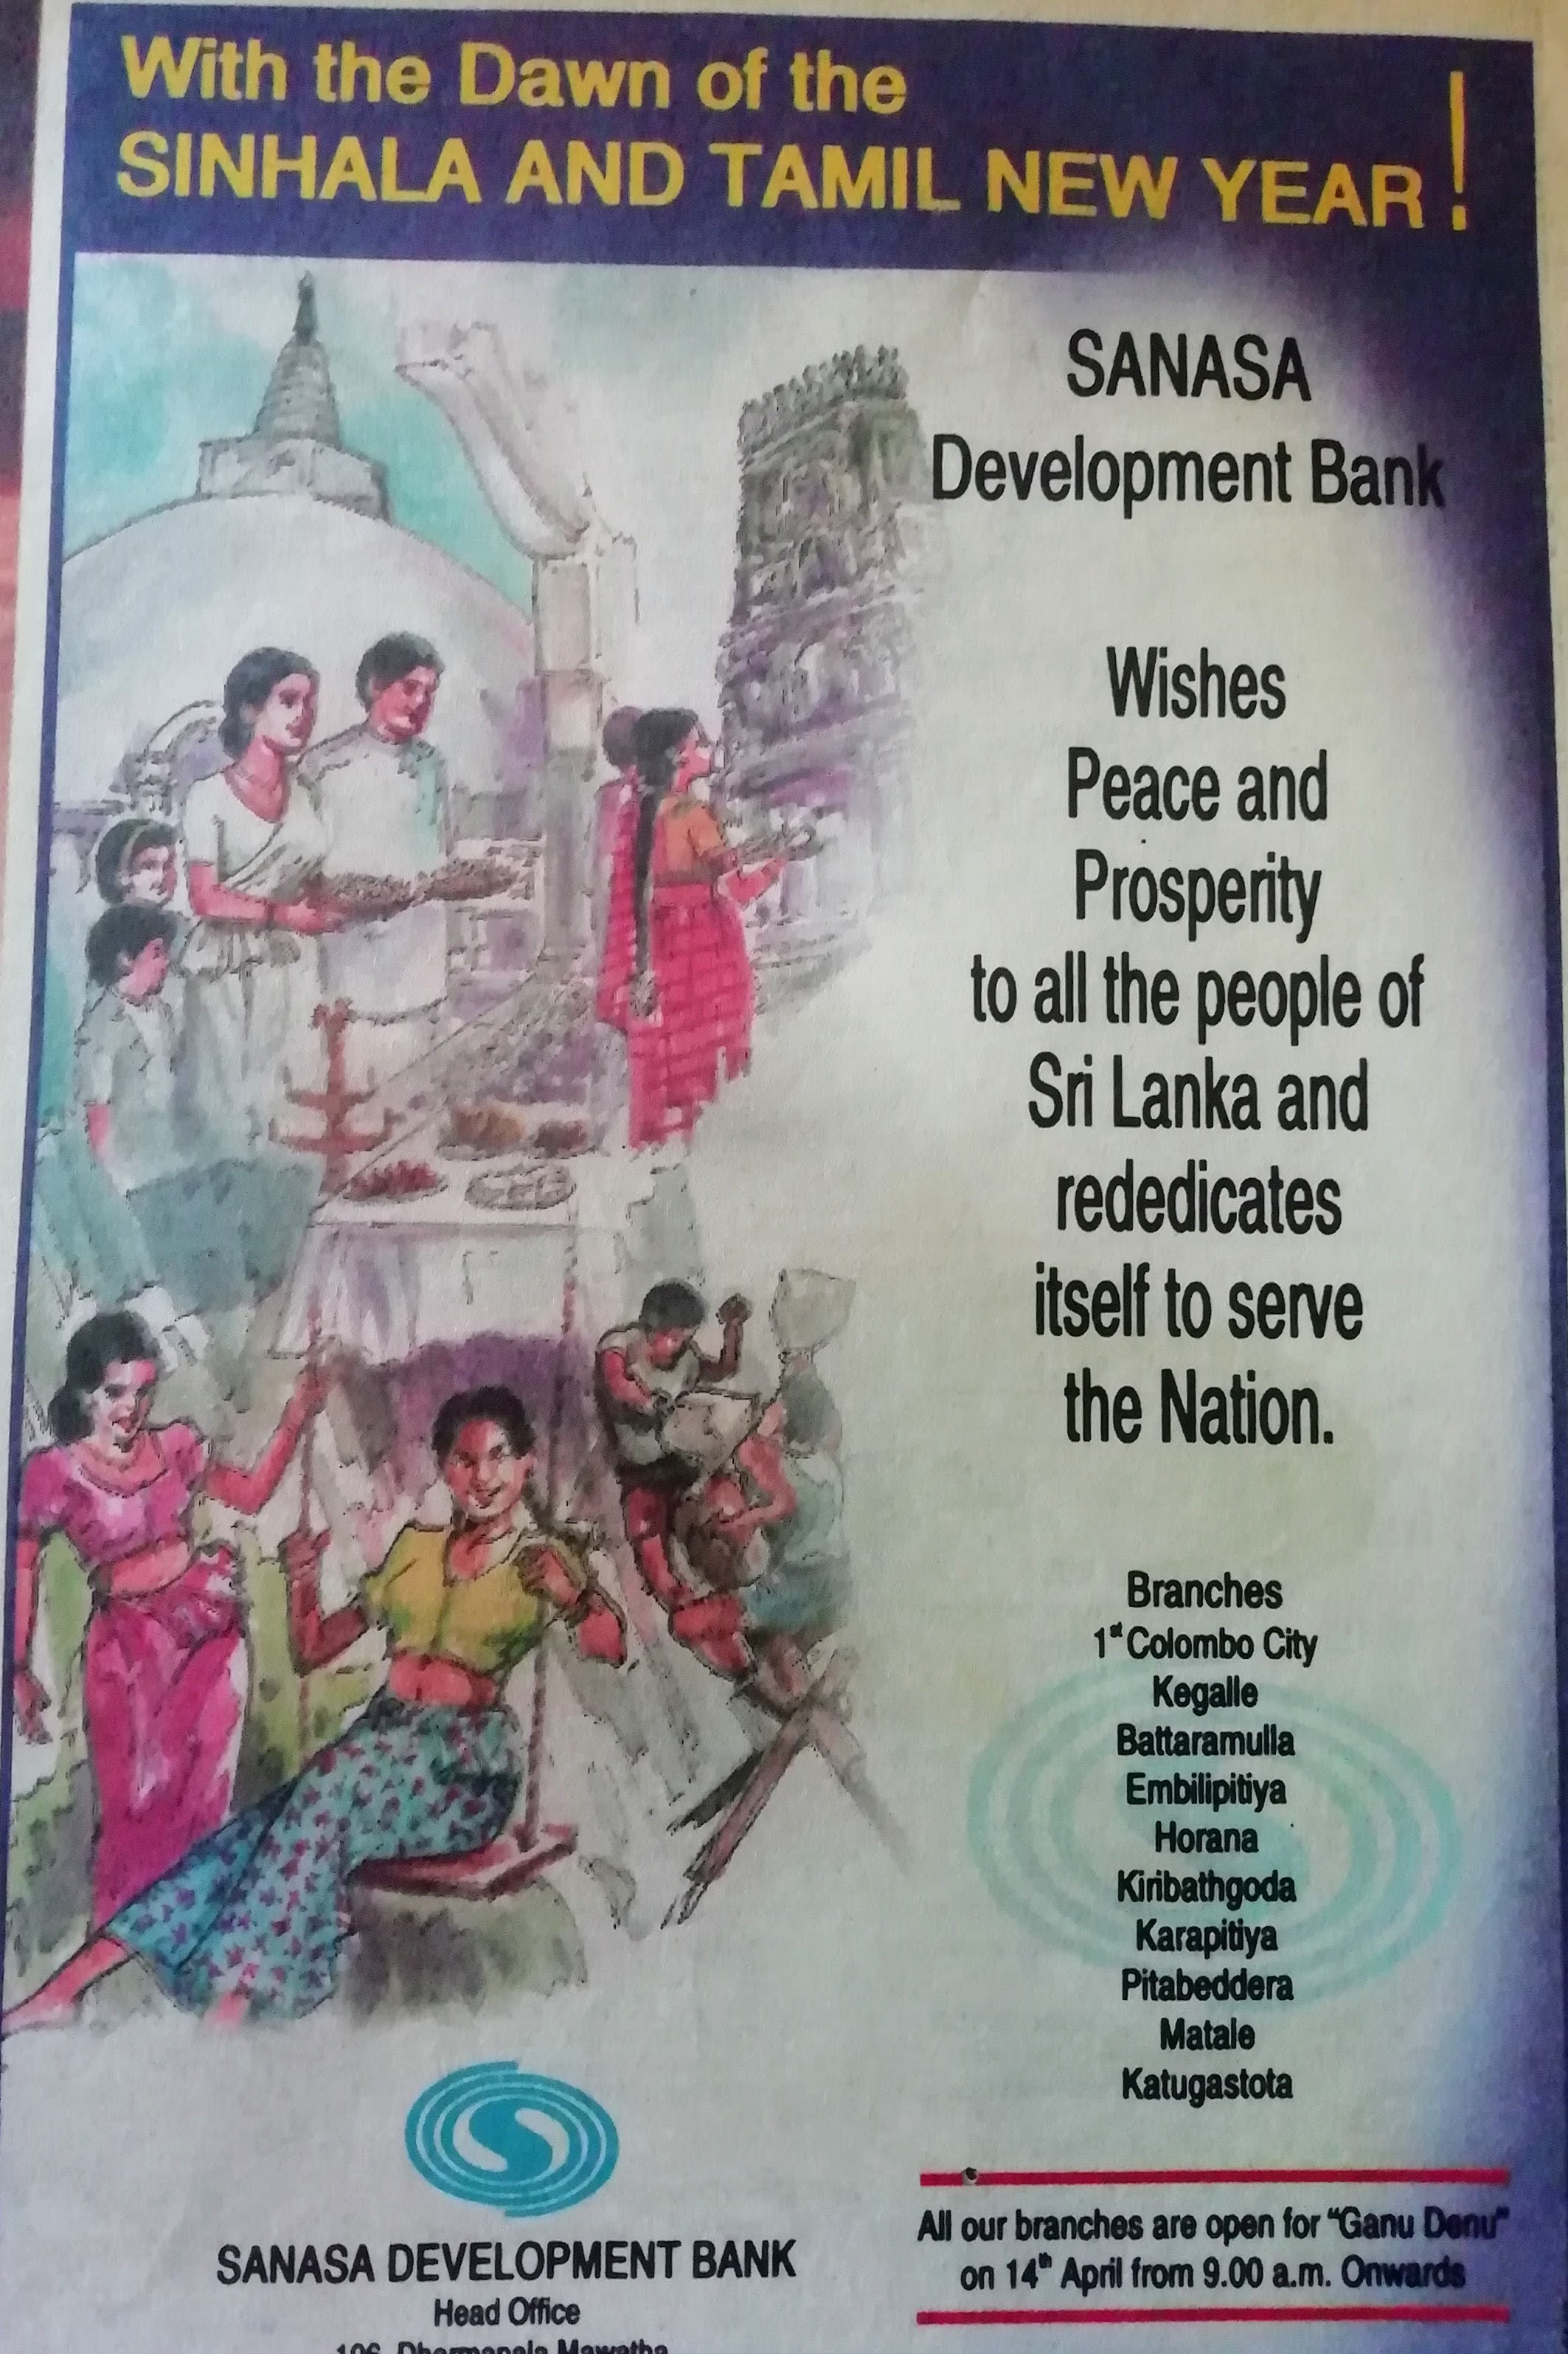 With the Dawn of the
SINHALA AND TAMIL NEW YEAR!
SANASA
Development Bank
Wishes
Peace and
Prosperity
to all the people of
Sri Lanka and
rededicates
itself to serve
the Nation.
Branches
1st Colombo City
Kegalle
Battaramulla
Embilipitiya
Horana
Kiribathgoda
Karapitiya
Pitabeddera
Matale
Katugastota
All our branches are open for "Ganu Denu"
on 14th April from 9.00 a.m. Onwards
SANASA DEVELOPMENT BANK
Head Office
Dharmapala Mawatha